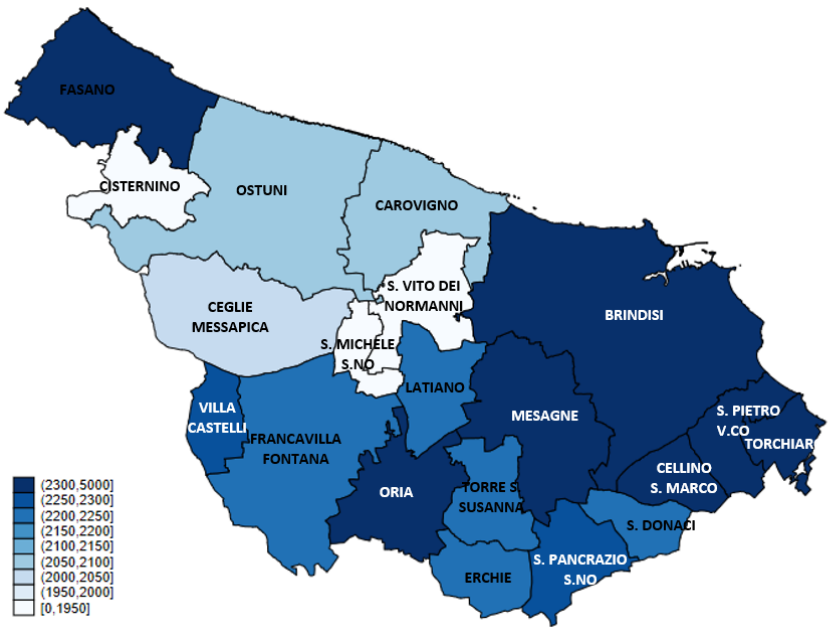 FASANO
CISTERNINO
OSTUNI
CAROVIGNO
S. VITO DEI
NORMANNI
CEGLIE
MESSAPICA
BRINDISI
S. MICHELE
S.NO
LATIANO
VILLA
CASTELLI
MESAGNE
S. PIETRO
V.CO
TORCHIAR
FRANCAVILLA
FONTANA
CELLINO
S. MARCO
ORIA
TORRE S.
SUSANNA
S. DONACI
S. PANCRAZIO
S.NO
ERCHIE
(2300,5000]
(2250,2300]
(2200,2250]
(2150,2200]
(2100,2150]
(2050,2100]
(2000,2050]
(1950,2000]
[0,1950]